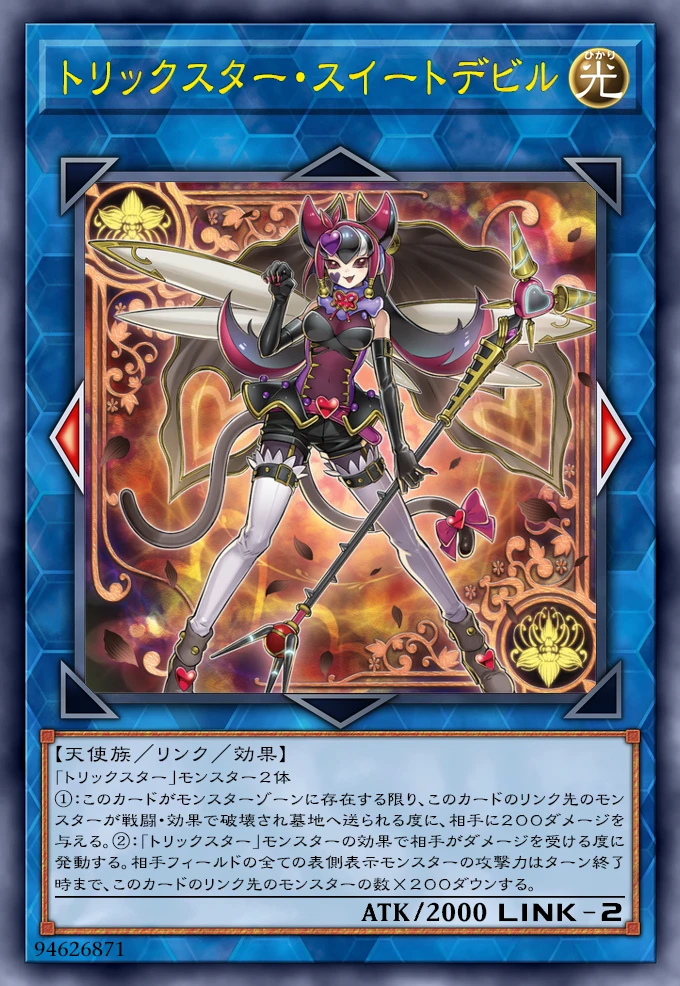 トリックスター・スイートデビル
ひかり
光
【天使族／リンク／効果】
「トリックスター」モンスター２体
①：このカードがモンスターゾーンに存在する限り、このカードのリンク先のモン
スターが戦闘・効果で破壊され墓地へ送られる度に、相手に２００ダメージを
与える。②：「トリックスター」モンスターの効果で相手がダメージを受ける度に
発動する。相手フィールドの全ての表側表示モンスターの攻撃力はターン終了
時まで、このカードのリンク先のモンスターの数×２００ダウンする。
ATK/2000 LINK-2
94626871